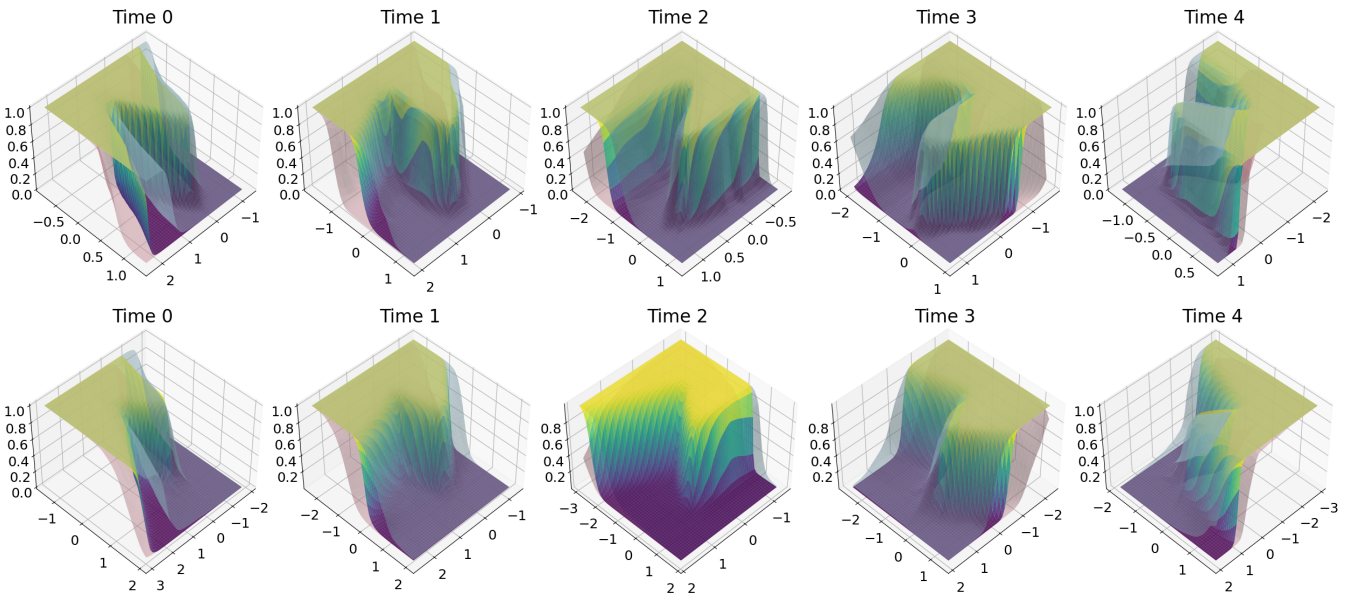 Time 0 Time 1 Time 2 Time 3 Time 4
1.0 1.0 1.0 1.0 1.0
0.8 0.8 0.8 0.8 0.8
0.6 0.6 0.6 0.6 0.6
0.4 0.4 0.4 0.4 0.4
0.2 0.2 0.2 0.2 0.2
0.0 0.0 0.0 0.0 0.0
−0.5 0.0 0.5 1.0 2 1 0 −1
−1 0 1 2 1 0 −1
−2 −1 0 1 1.0 0.5 0.0 −0.5
−2 −1 0 1 1 0 −1
−1.0 −0.5 0.0 0.5 1 0 −1 −2
Time 0 Time 1 Time 2 Time 3 Time 4
1.0 1.0 0.8 0.8 1.0
0.8 0.8 0.6 0.6 0.8
0.6 0.6 0.4 0.4 0.6
0.4 0.4 0.2 0.2 0.4
0.2 0.2 0.2
0.0
−1 0 1 2 3 2 1 0 −1 −2
−2 −1 0 1 2 2 1 0 −1
−3 −2 −1 0 1 2 2 1 0 −1
−2 −1 0 1 2 1 0 −1 −2
−2 −1 0 1 2 1 0 −1 −2 −3